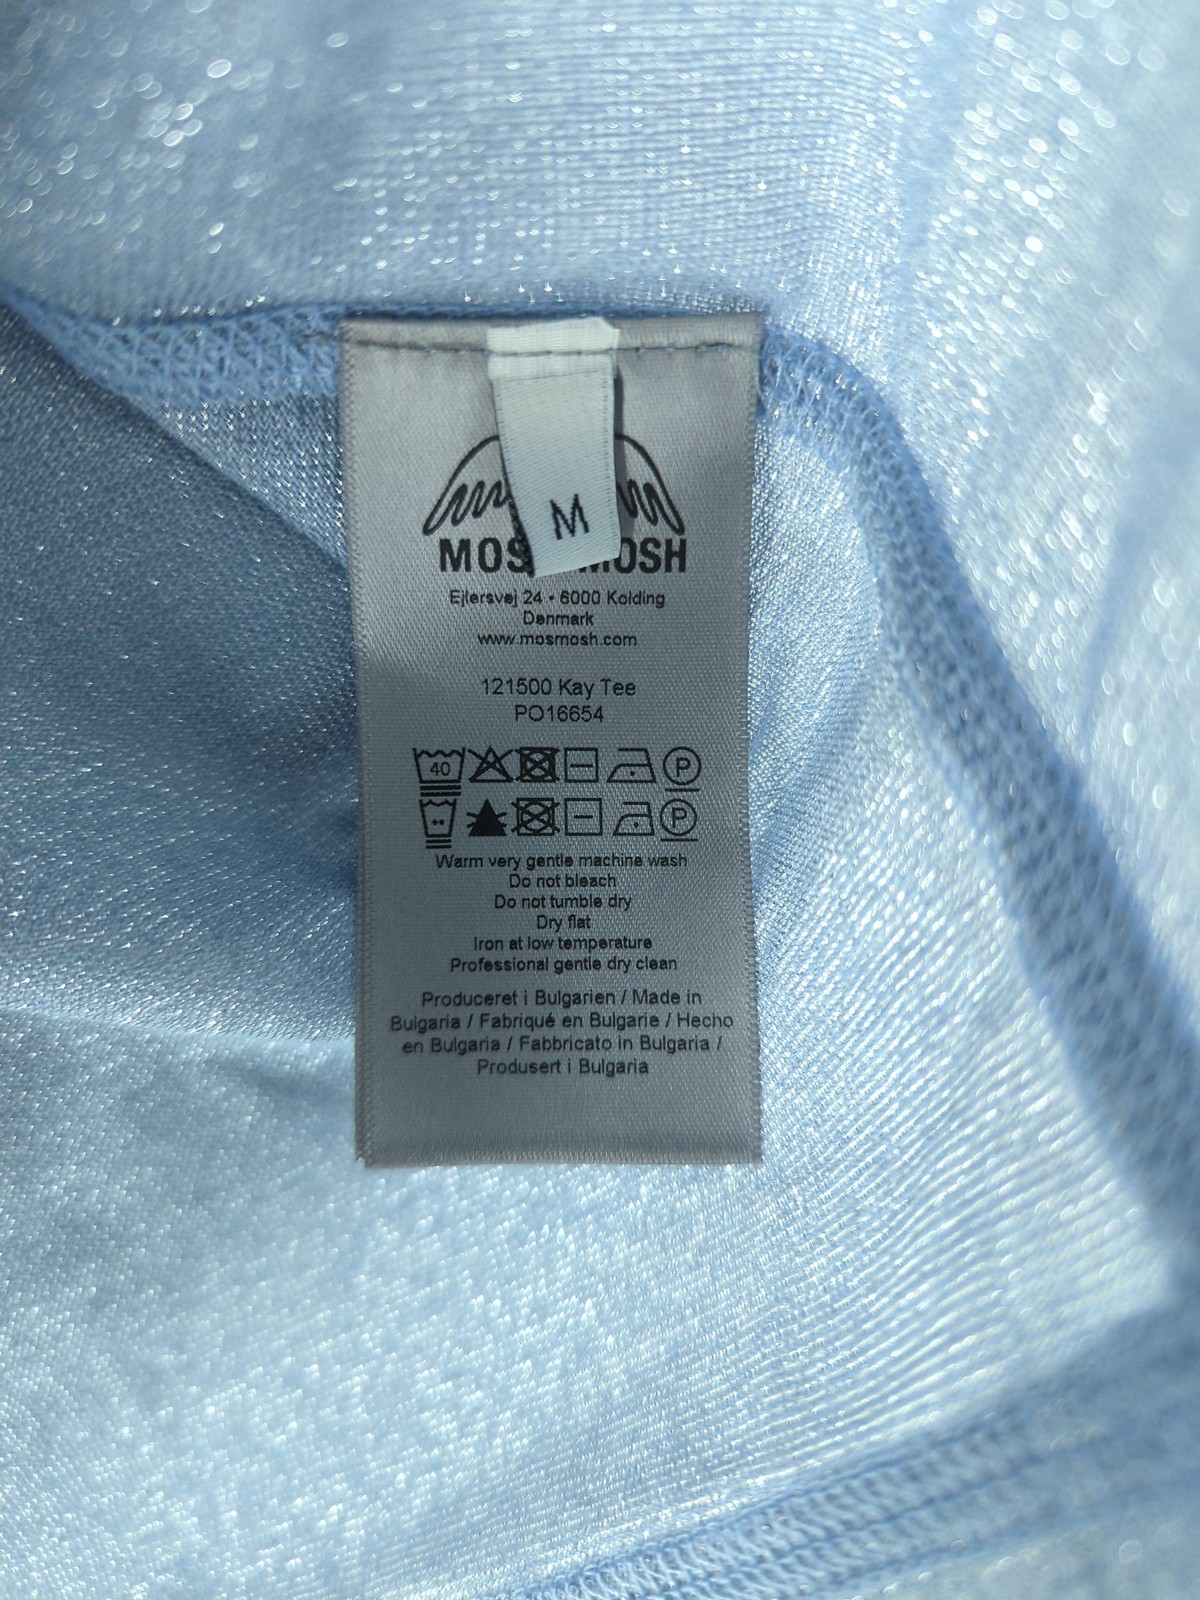 M
MOS MOSH
Ejlersvej 24 • 6000 Kolding
Denmark
www.mosmosh.com
121500 Kay Tee
PO16654
40
P
P
Warm very gentle machine wash
Do not bleach
Do not tumble dry
Dry flat
Iron at low temperature
Professional gentle dry clean
Produceret i Bulgarien / Made in
Bulgaria / Fabriqué en Bulgarie / Hecho
en Bulgaria / Fabbricato in Bulgaria /
Produsert i Bulgaria